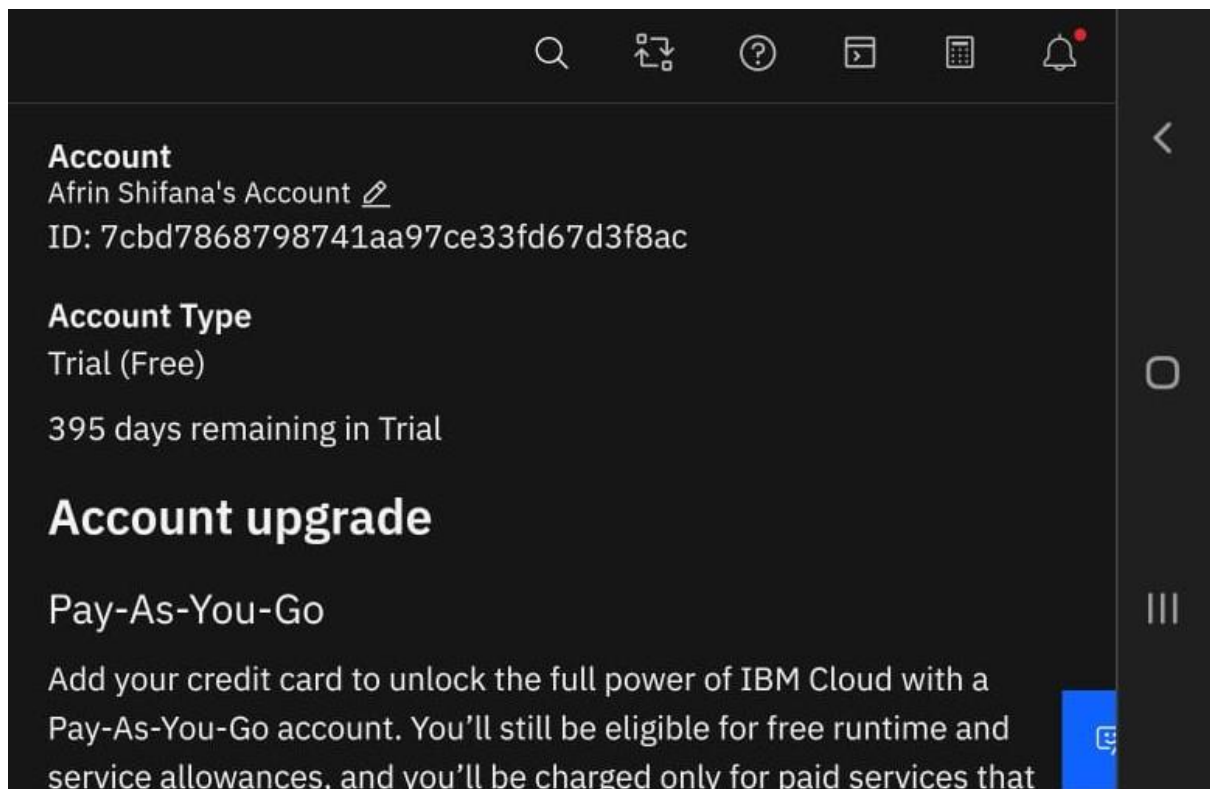 Account
Afrin Shifana's Account
ID: 7cbd7868798741aa97ce33fd67d3f8ac
Account Type
Trial (Free)
395 days remaining in Trial
Account upgrade
Pay-As-You-Go
Add your credit card to unlock the full power of IBM Cloud with a
Pay-As-You-Go account. You’ll still be eligible for free runtime and
service allowances, and you’ll be charged only for paid services that